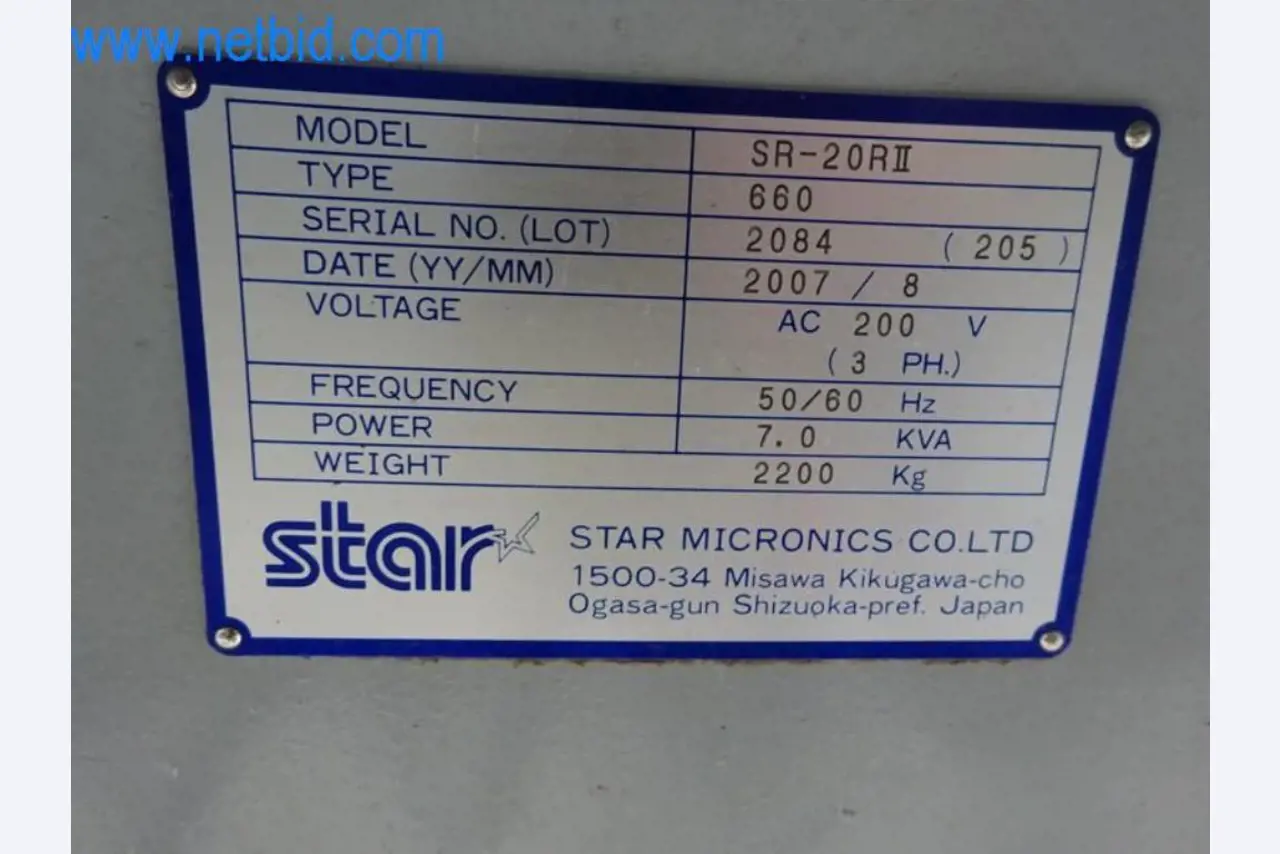 www.netbid.com
MODEL SR-20RⅡ
TYPE 660
SERIAL NO. (LOT) 2084 (205)
DATE (YY/MM) 2007 / 8
VOLTAGE AC 200 V
(3 PH.)
FREQUENCY 50/60 Hz
POWER 7.0 KVA
WEIGHT 2200 Kg
star STAR MICRONICS CO.LTD
1500-34 Misawa Kikugawa-cho
Ogasa-gun Shizuoka-pref. Japan